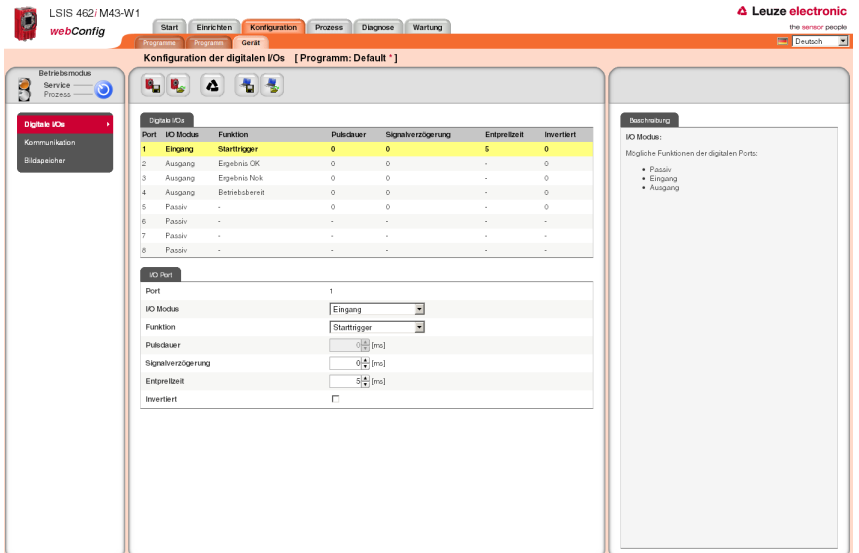 LSIS 462i M43-W1
webConfig
Start Einrichten Konfiguration Prozess Diagnose Wartung
Programme Programm Gerät
Leuze electronic
the sensor people
Deutsch
Konfiguration der digitalen I/Os [ Programm: Default * ]
Betriebsmodus
Service
Prozess
Digitale I/Os
Kommunikation
Bildspeicher
Digitale I/Os
Port I/O Modus Funktion Pulsdauer Signalverzögerung Entprellzeit Invertiert
1 Eingang Starttrigger 0 0 5 0
2 Ausgang Ergebnis OK 0 0 - 0
3 Ausgang Ergebnis Nok 0 0 - 0
4 Ausgang Betriebsbereit 0 0 - 0
5 Passiv - 0 0 - 0
6 Passiv - - - - -
7 Passiv - - - - -
8 Passiv - - - - -
I/O Port
Port 1
I/O Modus Eingang
Funktion Starttrigger
Pulsdauer 0 [ms]
Signalverzögerung 0 [ms]
Entprellzeit 5 [ms]
Invertiert
Beschreibung
I/O Modus:
Mögliche Funktionen der digitalen Ports:
• Passiv
• Eingang
• Ausgang